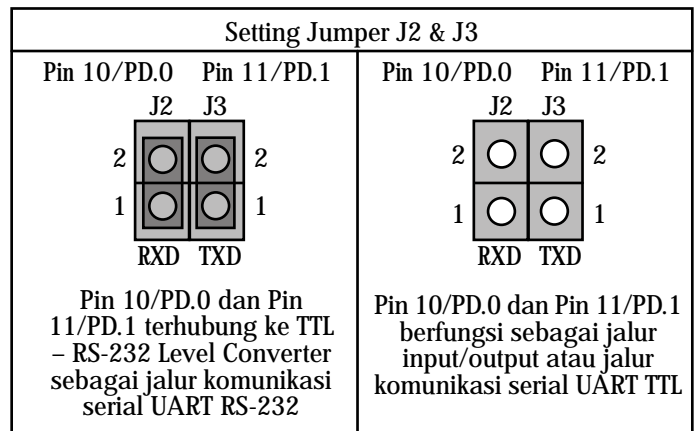 Setting Jumper J2 & J3
Pin 10/PD.0 Pin 11/PD.1
J2 J3
2 2
1 1
RXD TXD
Pin 10/PD.0 dan Pin
11/PD.1 terhubung ke TTL
– RS-232 Level Converter
sebagai jalur komunikasi
serial UART RS-232
Pin 10/PD.0 Pin 11/PD.1
J2 J3
2 2
1 1
RXD TXD
Pin 10/PD.0 dan Pin 11/PD.1
berfungsi sebagai jalur
input/output atau jalur
komunikasi serial UART TTL